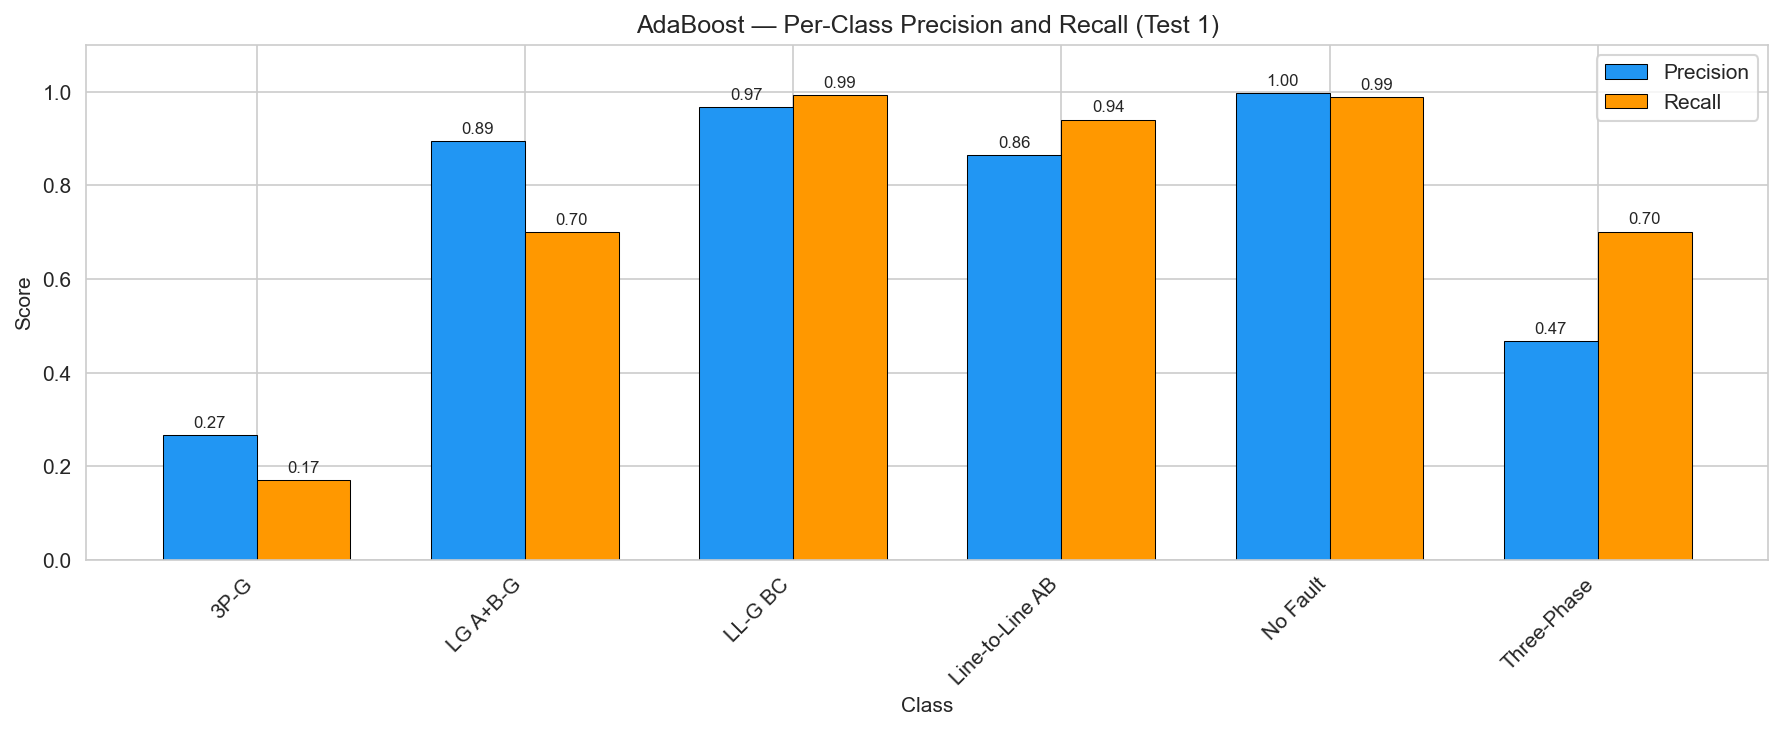 AdaBoost — Per-Class Precision and Recall (Test 1)
Precision
Recall
Score
1.0
0.8
0.6
0.4
0.2
0.0
0.27
0.17
0.89
0.70
0.97
0.99
0.86
0.94
1.00
0.99
0.47
0.70
3P-G
LG A+B-G
LL-G BC
Line-to-Line AB
No Fault
Three-Phase
Class